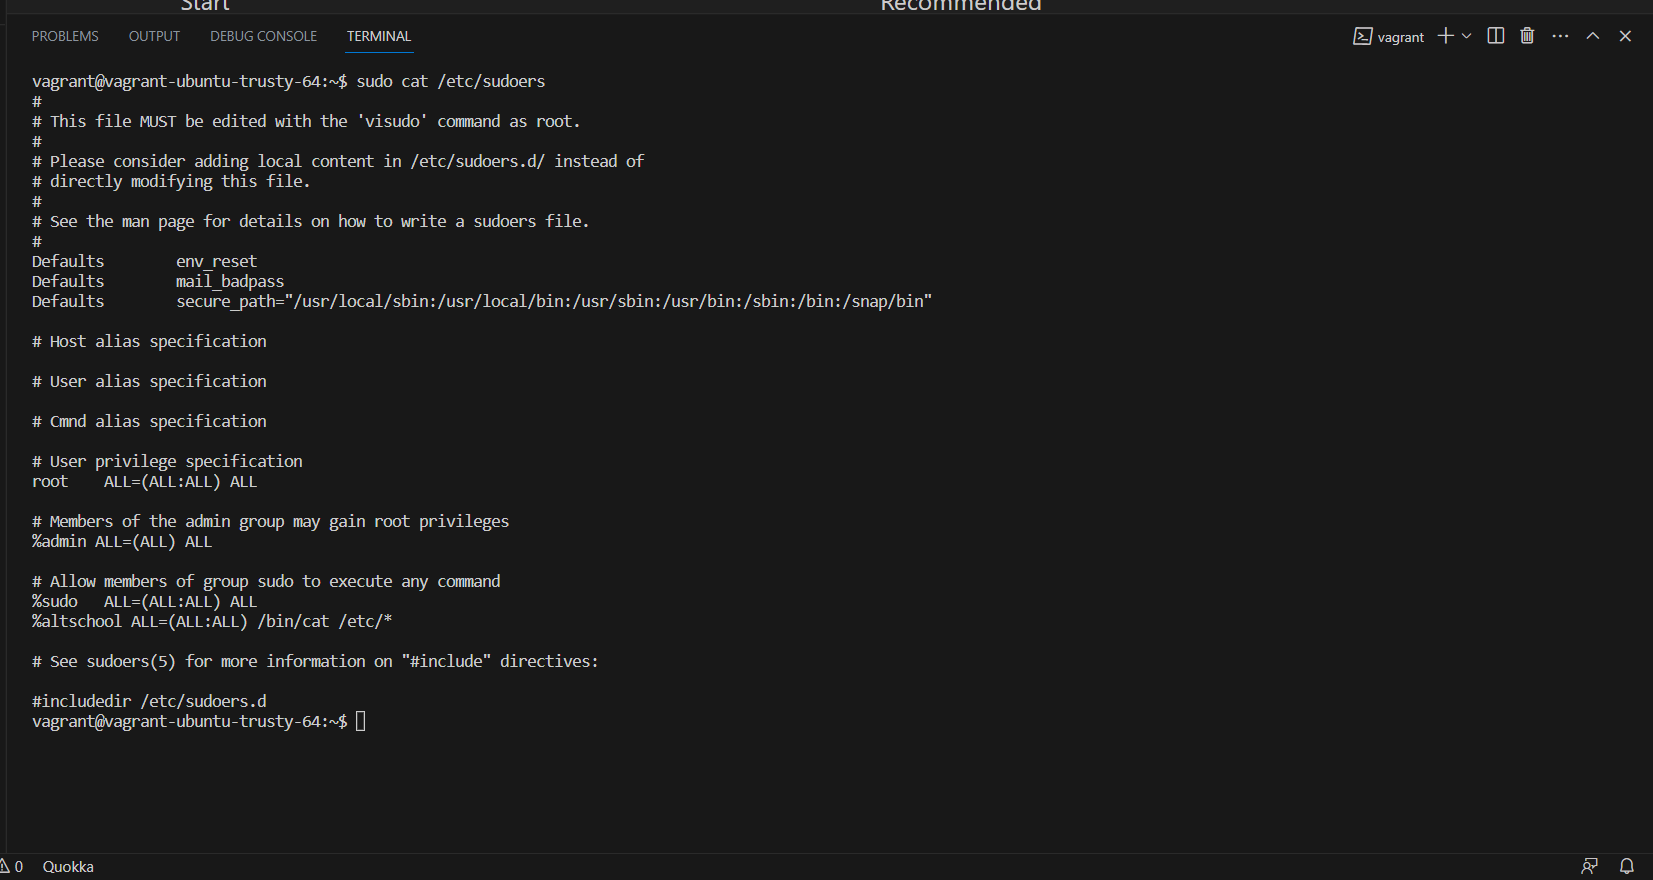 Start Recommended
PROBLEMS OUTPUT DEBUG CONSOLE TERMINAL vagrant
vagrant@vagrant-ubuntu-trusty-64:~$ sudo cat /etc/sudoers
#
# This file MUST be edited with the 'visudo' command as root.
#
# Please consider adding local content in /etc/sudoers.d/ instead of
# directly modifying this file.
#
# See the man page for details on how to write a sudoers file.
#
Defaults        env_reset
Defaults        mail_badpass
Defaults        secure_path="/usr/local/sbin:/usr/local/bin:/usr/sbin:/usr/bin:/sbin:/bin:/snap/bin"
# Host alias specification
# User alias specification
# Cmnd alias specification
# User privilege specification
root    ALL=(ALL:ALL) ALL
# Members of the admin group may gain root privileges
%admin ALL=(ALL) ALL
# Allow members of group sudo to execute any command
%sudo   ALL=(ALL:ALL) ALL
%altschool ALL=(ALL:ALL) /bin/cat /etc/*
# See sudoers(5) for more information on "#include" directives:
#includedir /etc/sudoers.d
vagrant@vagrant-ubuntu-trusty-64:~$
0 Quokka